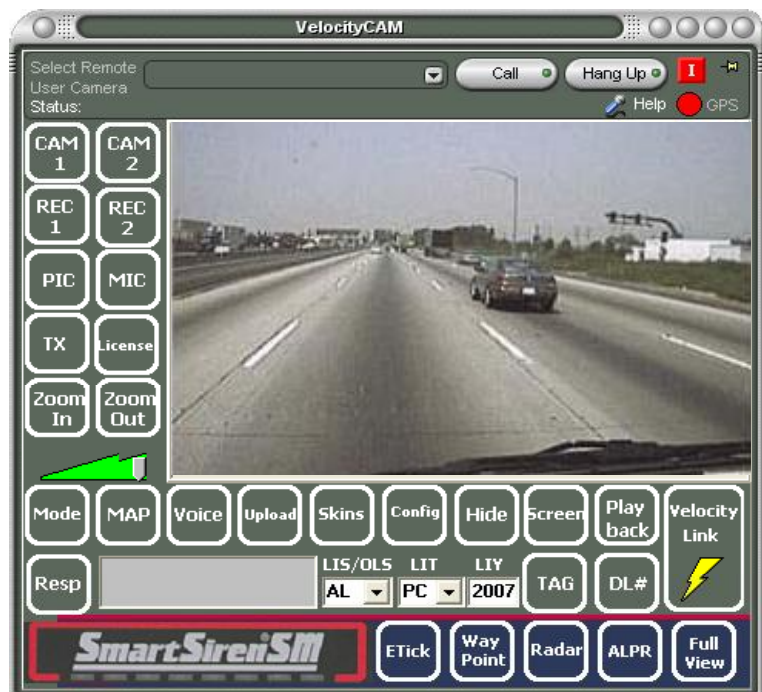 VelocityCAM
Select Remote
User Camera
Call
Hang Up
I
Status:
Help
GPS
CAM
1
CAM
2
REC
1
REC
2
PIC
MIC
TX
License
Zoom
In
Zoom
Out
Mode
MAP
Voice
Upload
Skins
Config
Hide
Screen
Play
back
Velocity
Link
Resp
LIS/OLS
LIT
LIY
AL
PC
2007
TAG
DL#
SmartSirenSM
ETick
Way
Point
Radar
ALPR
Full
View